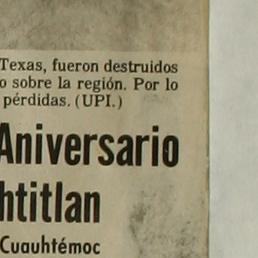 Texas, fueron destruidos
o sobre la región. Por lo
pérdidas. (UPI.)
Aniversario
htitlan
Cuauhtémoc